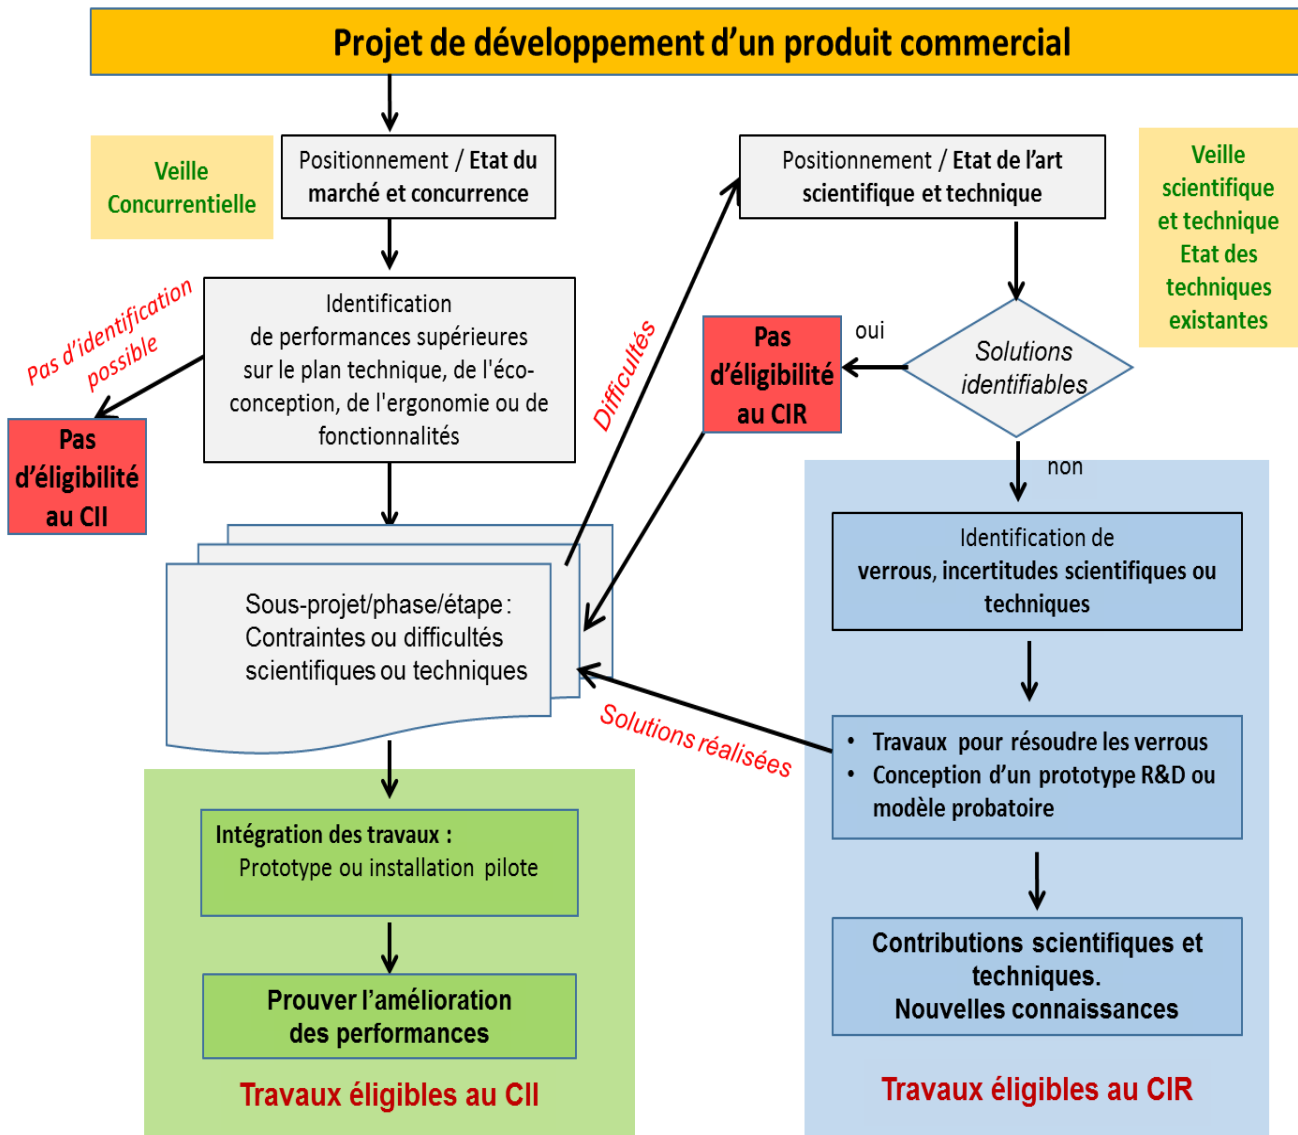 Projet de développement d’un produit commercial
Veille
Concurrentielle
Positionnement / Etat du
marché et concurrence
Positionnement / Etat de l’art
scientifique et technique
Veille
scientifique
et technique
Etat des
techniques
existantes
Identification
de performances supérieures
sur le plan technique, de l'éco-
conception, de l'ergonomie ou de
fonctionnalités
Pas d’identification
possible
Pas
d’éligibilité
au CII
Difficultés
Pas
d’éligibilité
au CIR
oui
Solutions
identifiables
non
Identification de
verrous, incertitudes scientifiques ou
techniques
Sous-projet/phase/étape :
Contraintes ou difficultés
scientifiques ou techniques
Solutions réalisées
• Travaux pour résoudre les verrous
• Conception d’un prototype R&D ou
modèle probatoire
Intégration des travaux :
Prototype ou installation pilote
Contributions scientifiques et
techniques.
Nouvelles connaissances
Prouver l’amélioration
des performances
Travaux éligibles au CII
Travaux éligibles au CIR